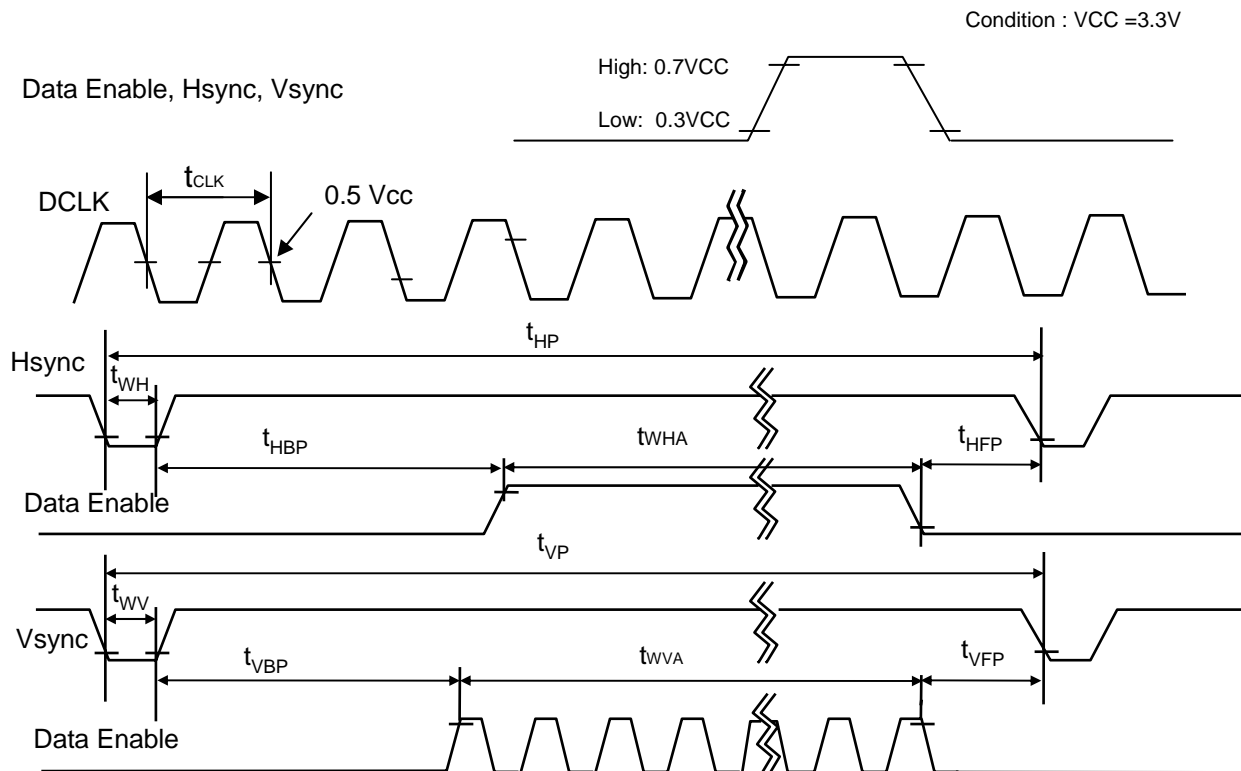 Condition : VCC =3.3V
High: 0.7VCC
Data Enable, Hsync, Vsync
Low: 0.3VCC
tCLK
0.5 Vcc
DCLK
tHP
Hsync
tWH
tHBP
tWHA
tHFP
Data Enable
tVP
tWV
Vsync
tVBP
tWVA
tVFP
Data Enable